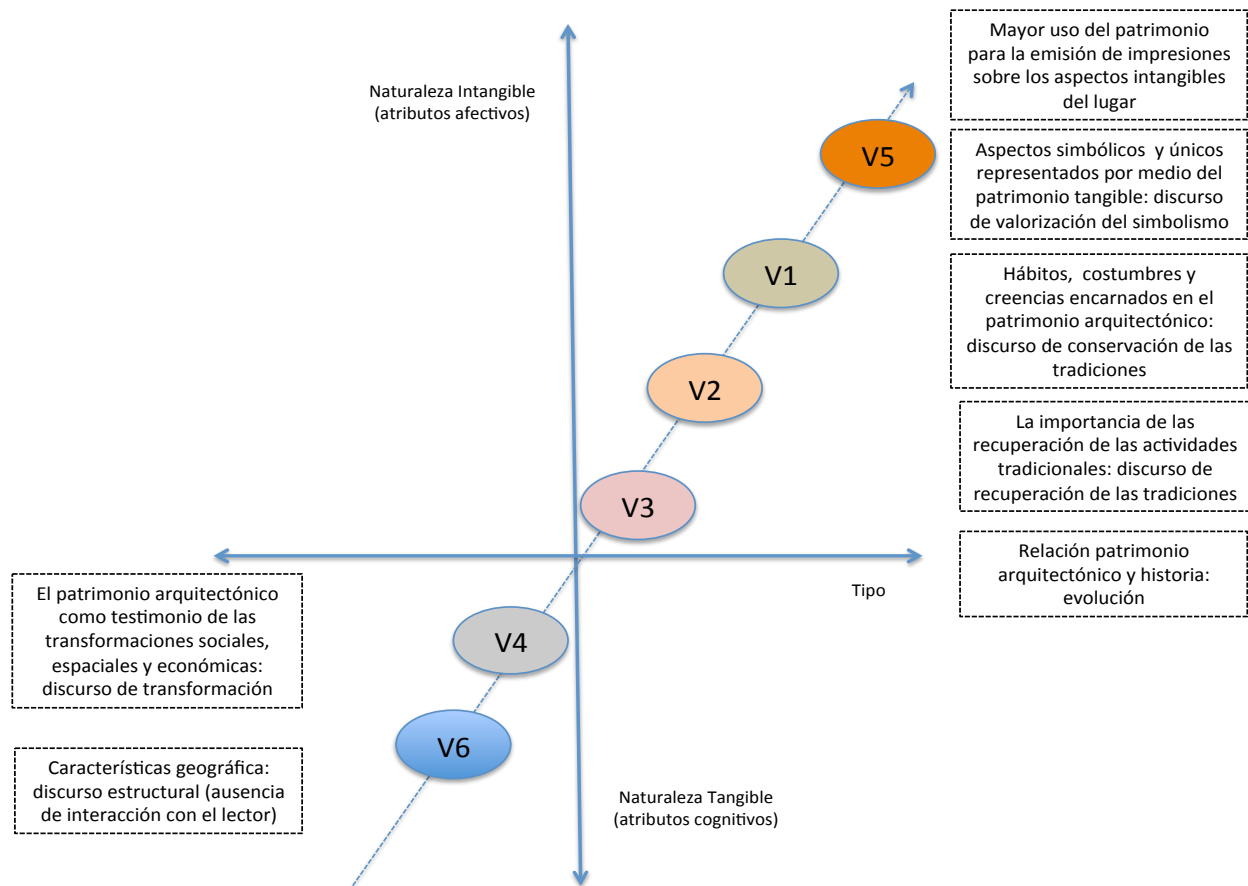 Mayor uso del patrimonio
para la emisión de impresiones
sobre los aspectos intangibles
del lugar
Naturaleza Intangible
(atributos afectivos)
V5
Aspectos simbólicos y únicos
representados por medio del
patrimonio tangible: discurso
de valorización del simbolismo
V1
Hábitos, costumbres y
creencias encarnados en el
patrimonio arquitectónico:
discurso de conservación de las
tradiciones
V2
La importancia de las
recuperación de las actividades
tradicionales: discurso de
recuperación de las tradiciones
V3
Relación patrimonio
arquitectónico y historia:
evolución
Tipo
El patrimonio arquitectónico
como testimonio de las
transformaciones sociales,
espaciales y económicas:
discurso de transformación
V4
V6
Característícas geográfica:
discurso estructural (ausencia
de interacción con el lector)
Naturaleza Tangible
(atributos cognitivos)